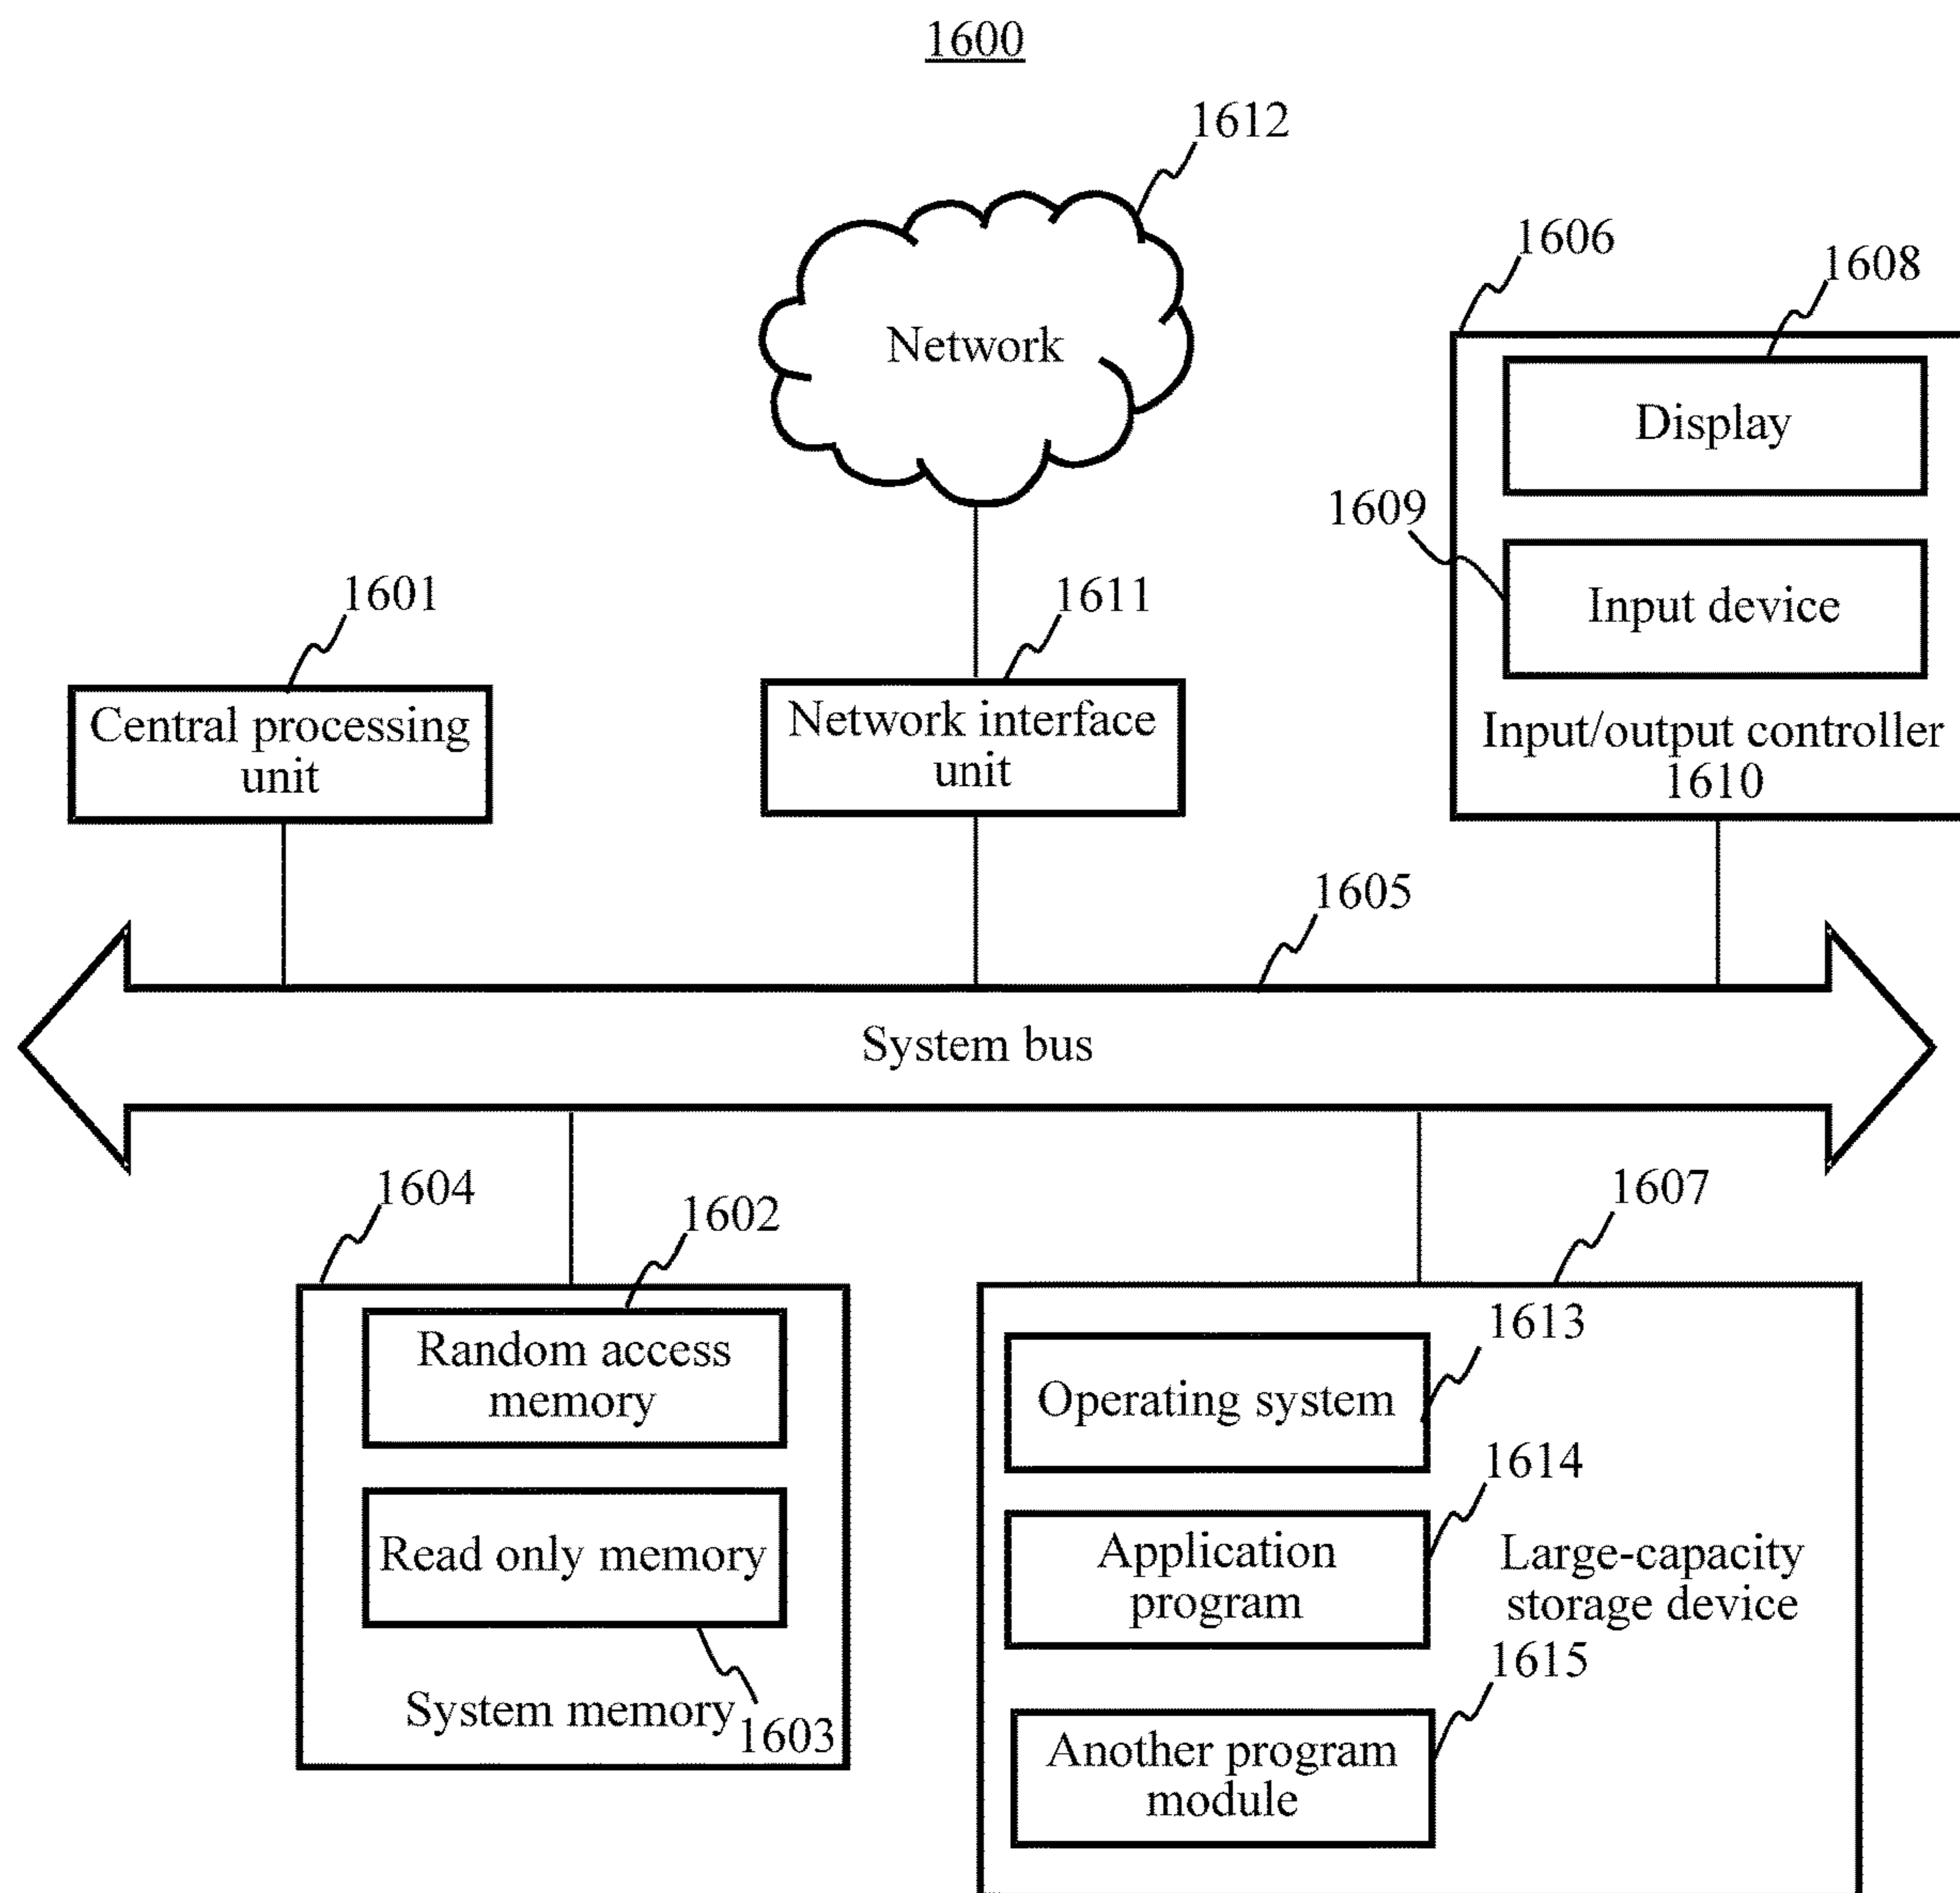 1600
1612
Network
1606
1608
Display
1609
Input device
Input/output controller
1610
1601
Central processing
unit
1611
Network interface
unit
1605
System bus
1604
1602
Random access
memory
Read only memory
System memory
1603
1607
1613
Operating system
1614
Application
program
Large-capacity
storage device
1615
Another program
module